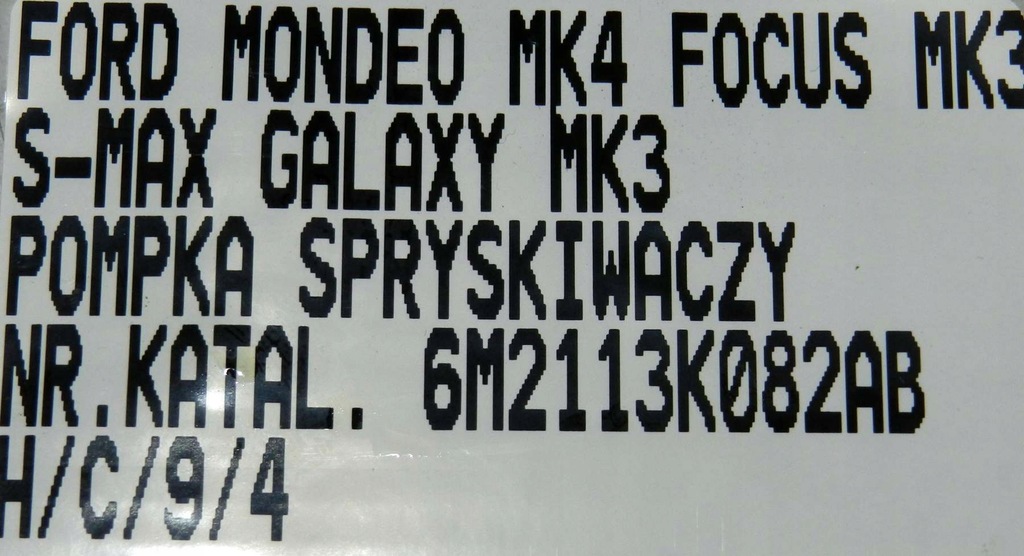 FORD MONDEO MK4 FOCUS MK3
S-MAX GALAXY MK3
POMPKA SPRYSKIWACZY
NR.KATAL. 6M2113K082AB
H/C/9/4